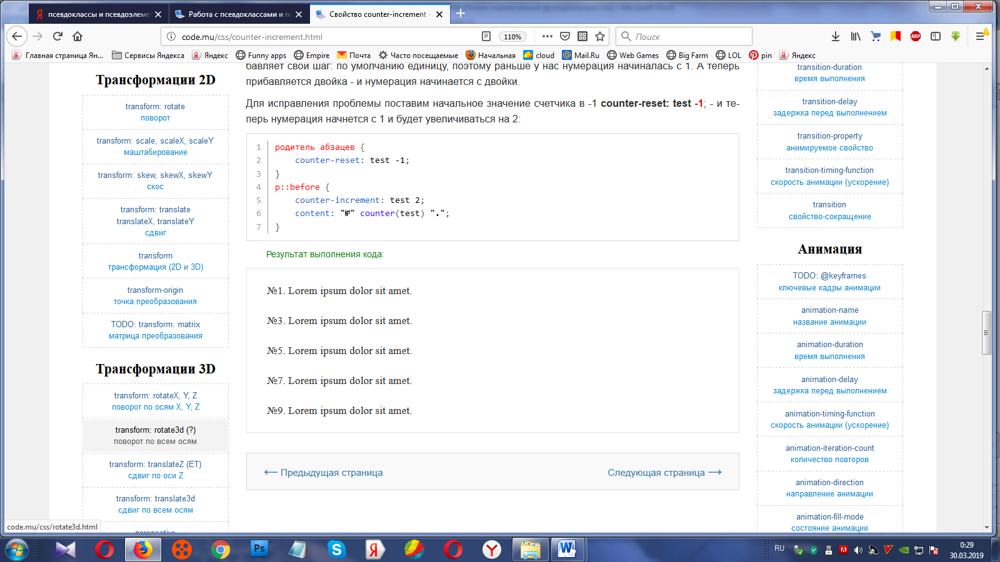 псевдоклассы и псевдоэлеме
Работа с псевдоклассами и по
Свойство counter-increment -
code.mu/css/counter-increment.html
110%
Поиск
ABP
Главная страница Ян...
Сервисы Яндекса
Яндекс
Funny apps
Empire
Почта
Часто посещаемые
Начальная
cloud
Mail.Ru
Web Games
Big Farm
LOL
pin
Яндекс
Трансформации 2D
transform: rotate
поворот
transform: scale, scaleX, scaleY
маштабирование
transform: skew, skewX, skewY
скос
transform: translate
translateX, translateY
сдвиг
transform
трансформация (2D и 3D)
transform-origin
точка преобразования
TODO: transform: matrix
матрица преобразования
Трансформации 3D
transform: rotateX, Y, Z
поворот по осям X, Y, Z
transform: rotate3d (?)
поворот по всем осям
transform: translateZ (ET)
сдвиг по оси Z
transform: translate3d
сдвиг по всем осям
perspective
code.mu/css/rotate3d.html
бавляет свой шаг: по умолчанию единицу, поэтому раньше у нас нумерация начиналась с 1. А теперь
прибавляется двойка - и нумерация начинается с двойки.
Для исправления проблемы поставим начальное значение счетчика в -1 counter-reset: test -1; - и те-
перь нумерация начнется с 1 и будет увеличиваться на 2:
1 родитель абзацев {
2 counter-reset: test -1;
3 }
4 p::before {
5 counter-increment: test 2;
6 content: "№" counter(test) ".";
7 }
Результат выполнения кода:
№1. Lorem ipsum dolor sit amet.
№3. Lorem ipsum dolor sit amet.
№5. Lorem ipsum dolor sit amet.
№7. Lorem ipsum dolor sit amet.
№9. Lorem ipsum dolor sit amet.
⟵ Предыдущая страница
Следующая страница ⟶
transition-duration
время выполнения
transition-delay
задержка перед выполнением
transition-property
анимируемое свойство
transition-timing-function
скорость анимации (ускорение)
transition
свойство-сокращение
Анимация
TODO: @keyframes
ключевые кадры анимации
animation-name
название анимации
animation-duration
время выполнения
animation-delay
задержка перед выполнением
animation-timing-function
скорость анимации (ускорение)
animation-iteration-count
количество повторов
animation-direction
направление анимации
animation-fill-mode
состояние анимации
RU
0:29
30.03.2019